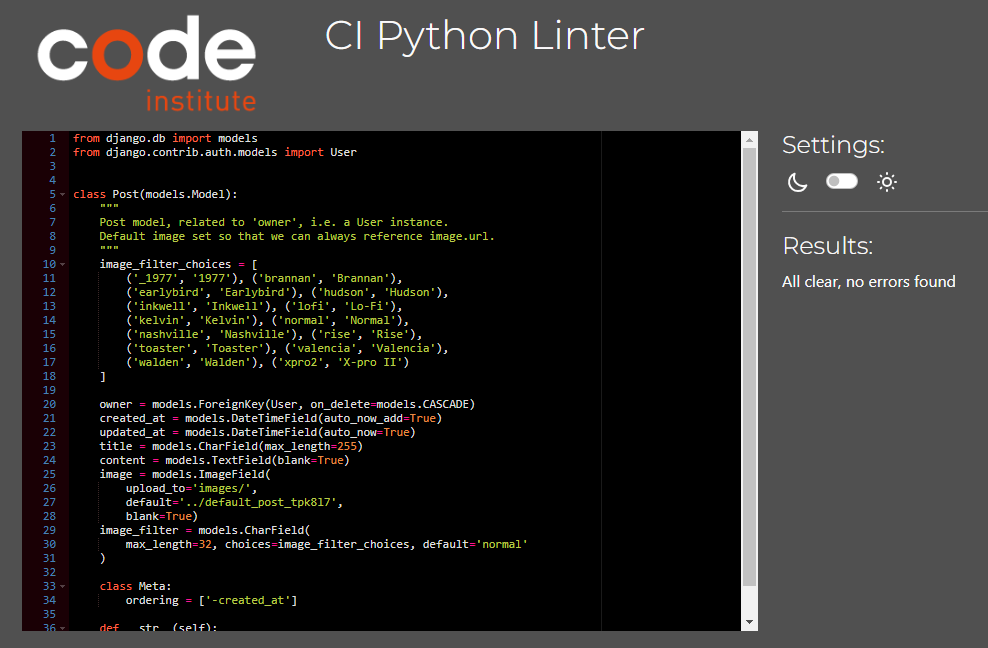 code
institute
CI Python Linter
1 from django.db import models
2 from django.contrib.auth.models import User
3
4
5 class Post(models.Model):
6     """
7     Post model, related to 'owner', i.e. a User instance.
8     Default image set so that we can always reference image.url.
9     """
10     image_filter_choices = [
11         ('_1977', '1977'), ('brannan', 'Brannan'),
12         ('earlybird', 'Earlybird'), ('hudson', 'Hudson'),
13         ('inkwell', 'Inkwell'), ('lofi', 'Lo-Fi'),
14         ('kelvin', 'Kelvin'), ('normal', 'Normal'),
15         ('nashville', 'Nashville'), ('rise', 'Rise'),
16         ('toaster', 'Toaster'), ('valencia', 'Valencia'),
17         ('walden', 'Walden'), ('xpro2', 'X-pro II')
18     ]
19
20     owner = models.ForeignKey(User, on_delete=models.CASCADE)
21     created_at = models.DateTimeField(auto_now_add=True)
22     updated_at = models.DateTimeField(auto_now=True)
23     title = models.CharField(max_length=255)
24     content = models.TextField(blank=True)
25     image = models.ImageField(
26         upload_to='images/',
27         default='../default_post_tpk8l7',
28         blank=True)
29     image_filter = models.CharField(
30         max_length=32, choices=image_filter_choices, default='normal'
31     )
32
33     class Meta:
34         ordering = ['-created_at']
35
36     def __str__(self):
Settings:
Results:
All clear, no errors found